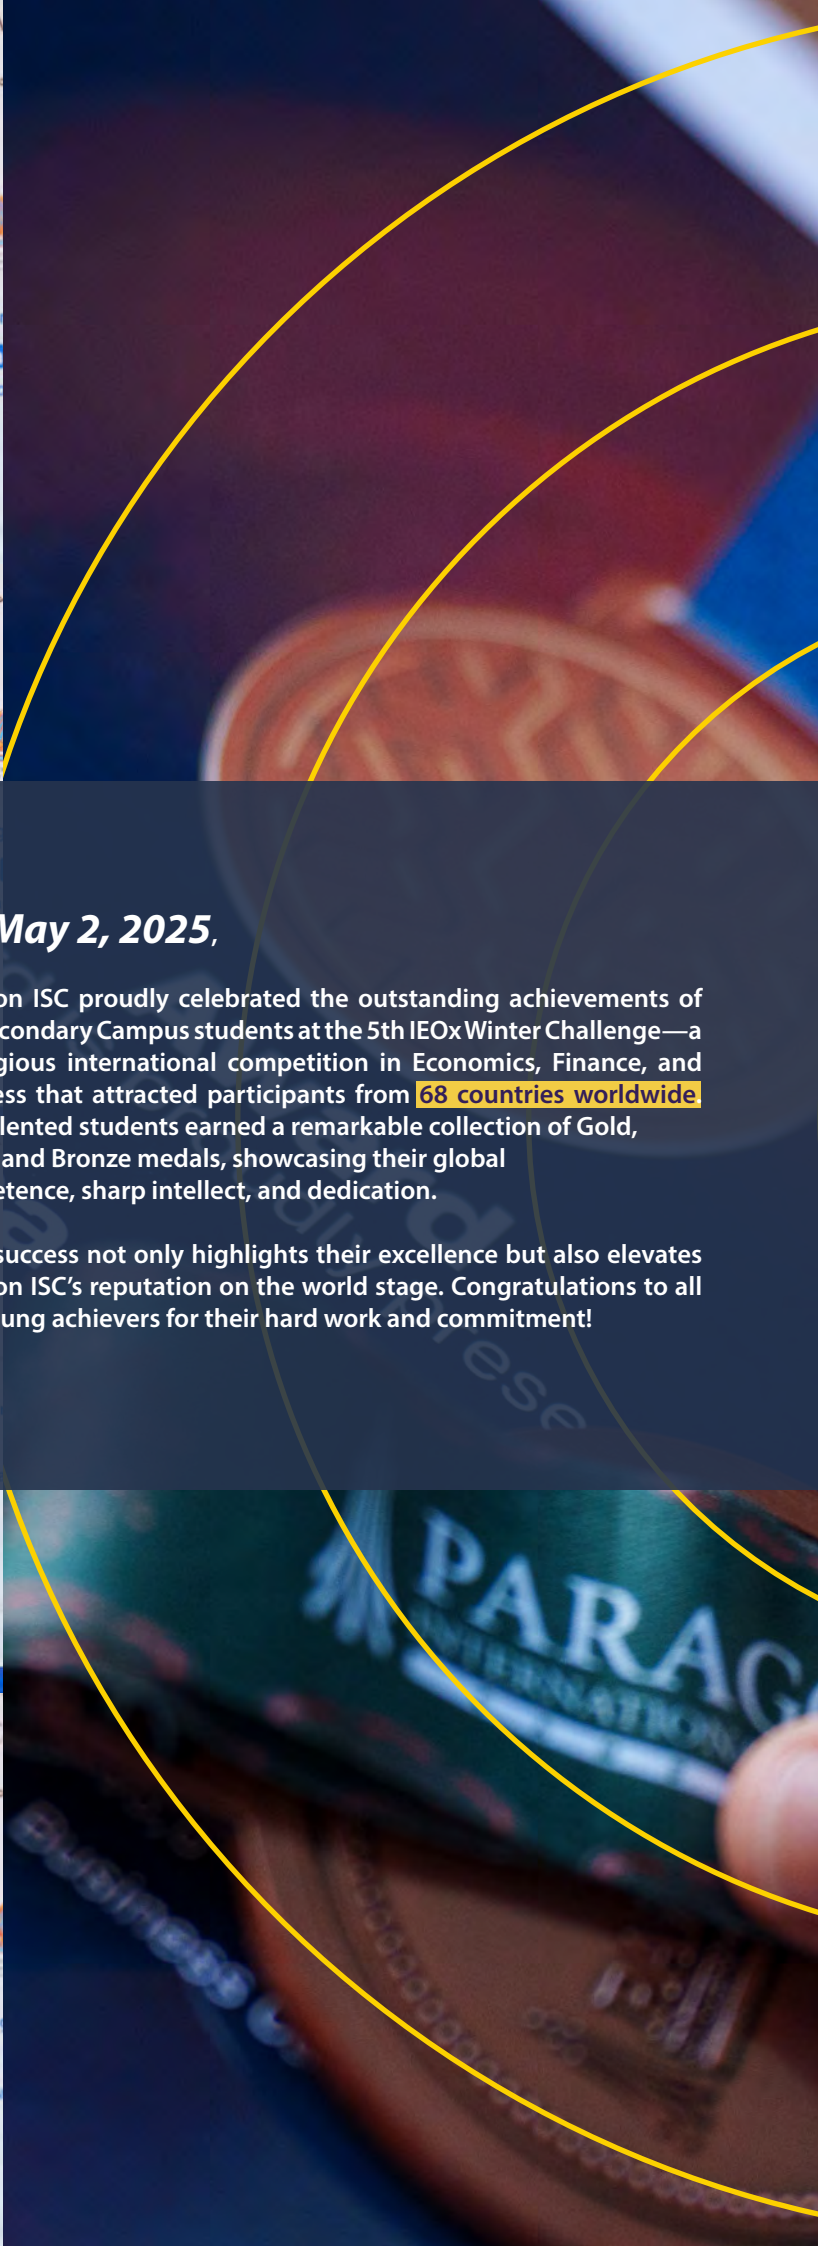 May 2, 2025,
on ISC proudly celebrated the outstanding achievements of
condary Campus students at the 5th IEOx Winter Challenge—a
gious international competition in Economics, Finance, and
ess that attracted participants from 68 countries worldwide.
lented students earned a remarkable collection of Gold,
and Bronze medals, showcasing their global
etence, sharp intellect, and dedication.
success not only highlights their excellence but also elevates
on ISC’s reputation on the world stage. Congratulations to all
ung achievers for their hard work and commitment!
Award
prese
PARAG
INTERNATION
Business